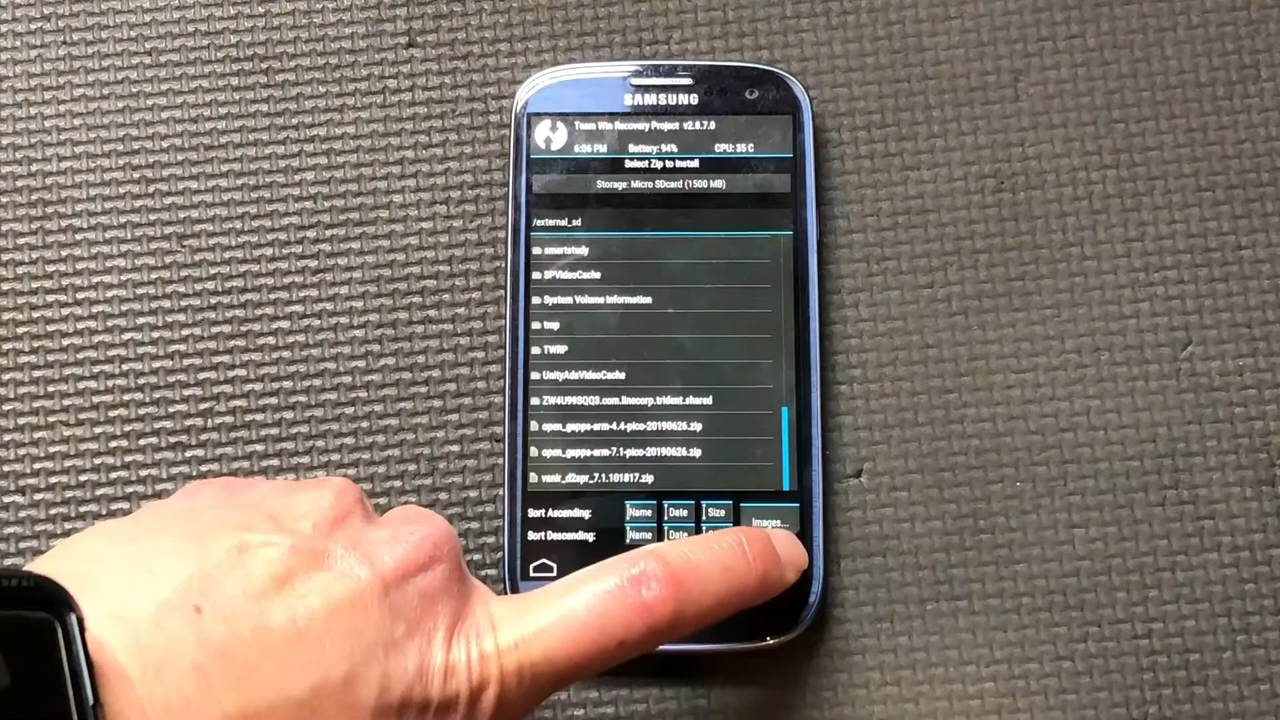 SAMSUNG
Team Win Recovery Project v2.8.7.0
6:06 PM Battery: 94% CPU: 35 C
Select Zip to Install
Storage: Micro SDcard (1500 MB)
/external_sd
smartstudy
SPVideoCache
System Volume Information
tmp
TWRP
UnityAdsVideoCache
ZW4U99SQQ3.com.linecorp.trident.shared
open_gapps-arm-4.4-pico-20190626.zip
open_gapps-arm-7.1-pico-20190626.zip
vanir_d2spr_7.1.101817.zip
Sort Ascending: Name Date Size
Images...
Sort Descending: Name Date